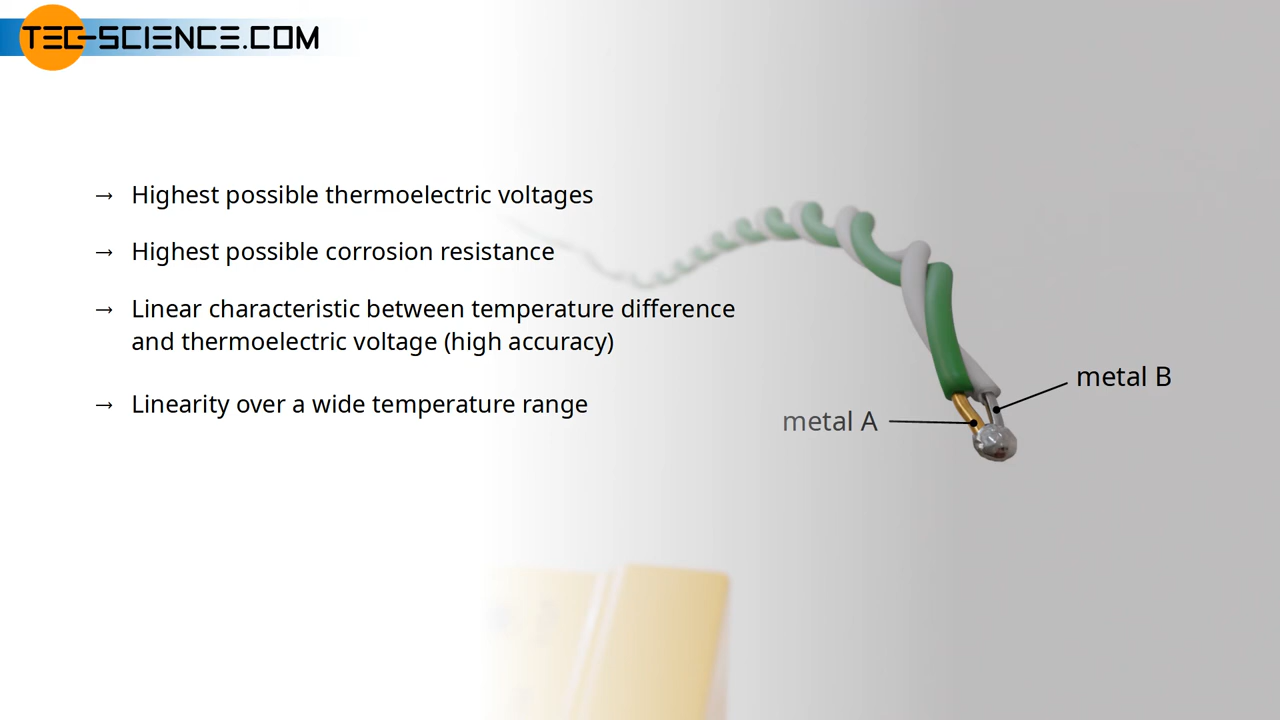 TEC-SCIENCE.COM
→ Highest possible thermoelectric voltages
→ Highest possible corrosion resistance
→ Linear characteristic between temperature difference
and thermoelectric voltage (high accuracy)
→ Linearity over a wide temperature range
metal B
metal A